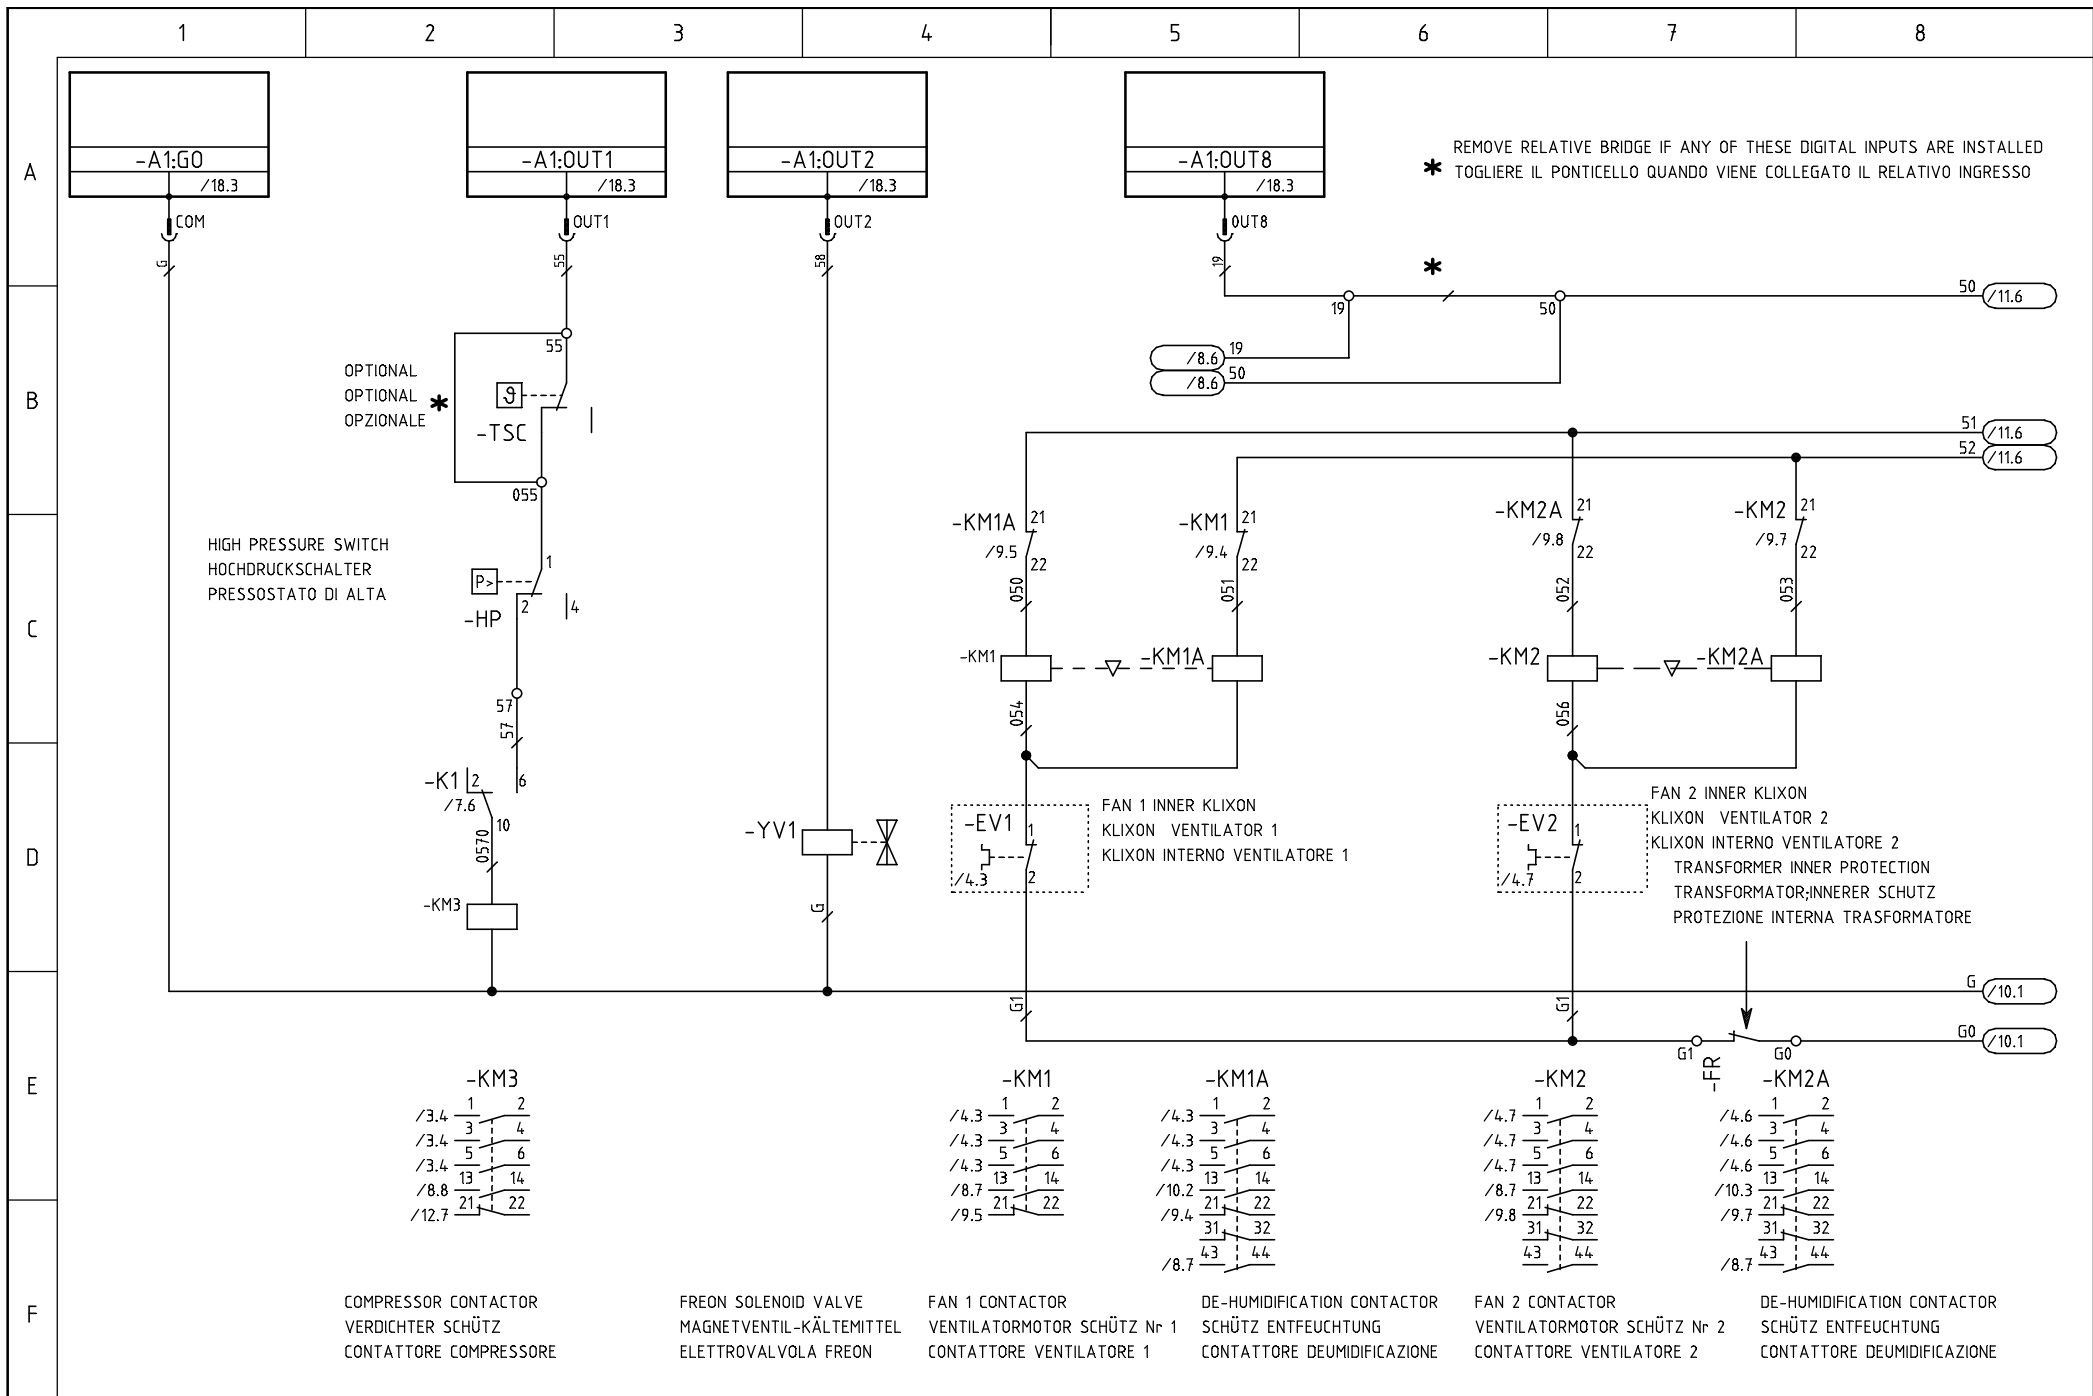 1 2 3 4 5 6 7 8
A
B
C
D
E
F
-A1:GO
/18.3
COM
G
-A1:OUT1
/18.3
OUT1
55
-A1:OUT2
/18.3
OUT2
58
-A1:OUT8
/18.3
OUT8
19
* REMOVE RELATIVE BRIDGE IF ANY OF THESE DIGITAL INPUTS ARE INSTALLED
TOGLIERE IL PONTICELLO QUANDO VIENE COLLEGATO IL RELATIVO INGRESSO
*
19
50
50 /11.6
/8.6 19
/8.6 50
51 /11.6
52 /11.6
55
OPTIONAL
OPTIONAL
OPZIONALE
*
ϑ
-TSC
055
HIGH PRESSURE SWITCH
HOCHDRUCKSCHALTER
PRESSOSTATO DI ALTA
1
P>
2
4
-HP
57
57
-K1
2
6
/7.6
10
0570
-KM3
-YV1
G
-KM1A
21
/9.5
22
050
-KM1
21
/9.4
22
051
-KM2A
21
/9.8
22
052
-KM2
21
/9.7
22
053
-KM1
-KM1A
-KM2
-KM2A
054
056
-EV1
1
/4.3
2
FAN 1 INNER KLIXON
KLIXON VENTILATOR 1
KLIXON INTERNO VENTILATORE 1
-EV2
1
/4.7
2
FAN 2 INNER KLIXON
KLIXON VENTILATOR 2
KLIXON INTERNO VENTILATORE 2
TRANSFORMER INNER PROTECTION
TRANSFORMATOR;INNERER SCHUTZ
PROTEZIONE INTERNA TRASFORMATORE
G /10.1
G1
G1
G1
-FR
G0
G0 /10.1
-KM3
/3.4 1 2
/3.4 3 4
/3.4 5 6
/8.8 13 14
/12.7 21 22
-KM1
/4.3 1 2
/4.3 3 4
/4.3 5 6
/8.7 13 14
/9.5 21 22
-KM1A
/4.3 1 2
/4.3 3 4
/4.3 5 6
/10.2 13 14
/9.4 21 22
31 32
/8.7 43 44
-KM2
/4.7 1 2
/4.7 3 4
/4.7 5 6
/8.7 13 14
/9.8 21 22
31 32
43 44
-KM2A
/4.6 1 2
/4.6 3 4
/4.6 5 6
/10.3 13 14
/9.7 21 22
31 32
/8.7 43 44
COMPRESSOR CONTACTOR
VERDICHTER SCHÜTZ
CONTATTORE COMPRESSORE
FREON SOLENOID VALVE
MAGNETVENTIL-KÄLTEMITTEL
ELETTROVALVOLA FREON
FAN 1 CONTACTOR
VENTILATORMOTOR SCHÜTZ Nr 1
CONTATTORE VENTILATORE 1
DE-HUMIDIFICATION CONTACTOR
SCHÜTZ ENTFEUCHTUNG
CONTATTORE DEUMIDIFICAZIONE
FAN 2 CONTACTOR
VENTILATORMOTOR SCHÜTZ Nr 2
CONTATTORE VENTILATORE 2
DE-HUMIDIFICATION CONTACTOR
SCHÜTZ ENTFEUCHTUNG
CONTATTORE DEUMIDIFICAZIONE